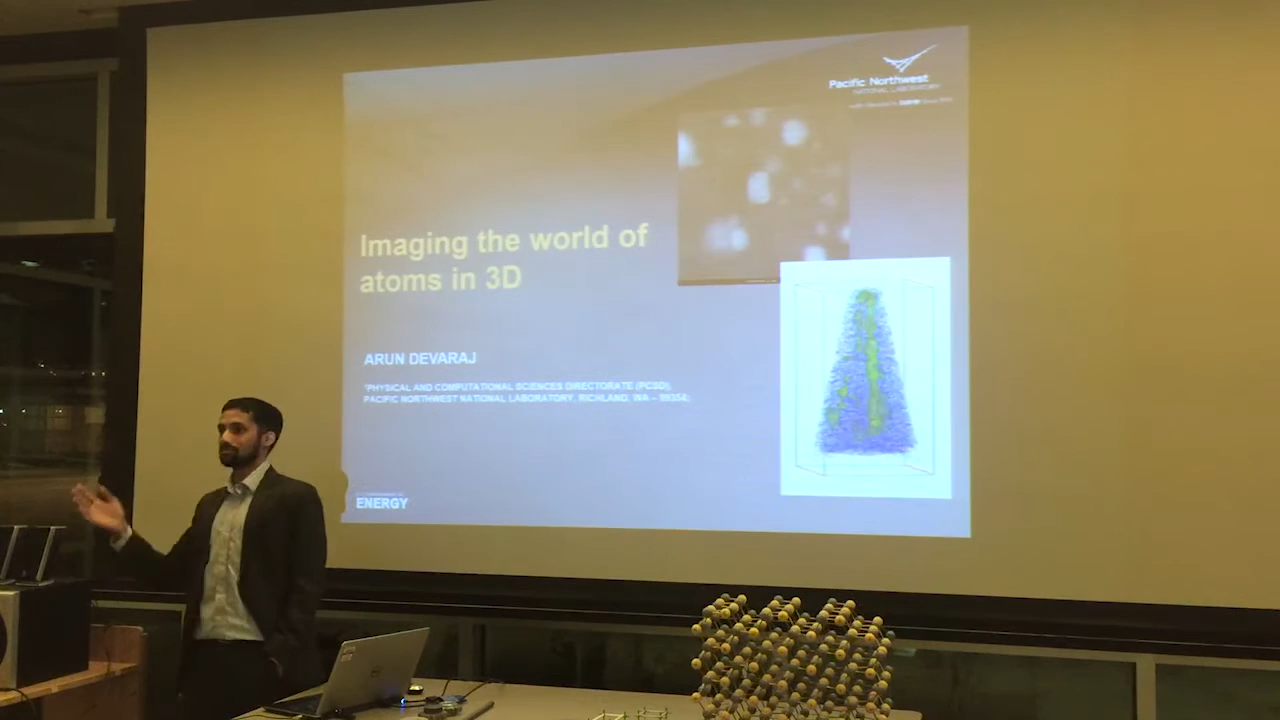 Pacific Northwest
NATIONAL LABORATORY
Imaging the world of
atoms in 3D
ARUN DEVARAJ
PHYSICAL AND COMPUTATIONAL SCIENCES DIRECTORATE (PCSD),
PACIFIC NORTHWEST NATIONAL LABORATORY, RICHLAND, WA – 99354;
ENERGY